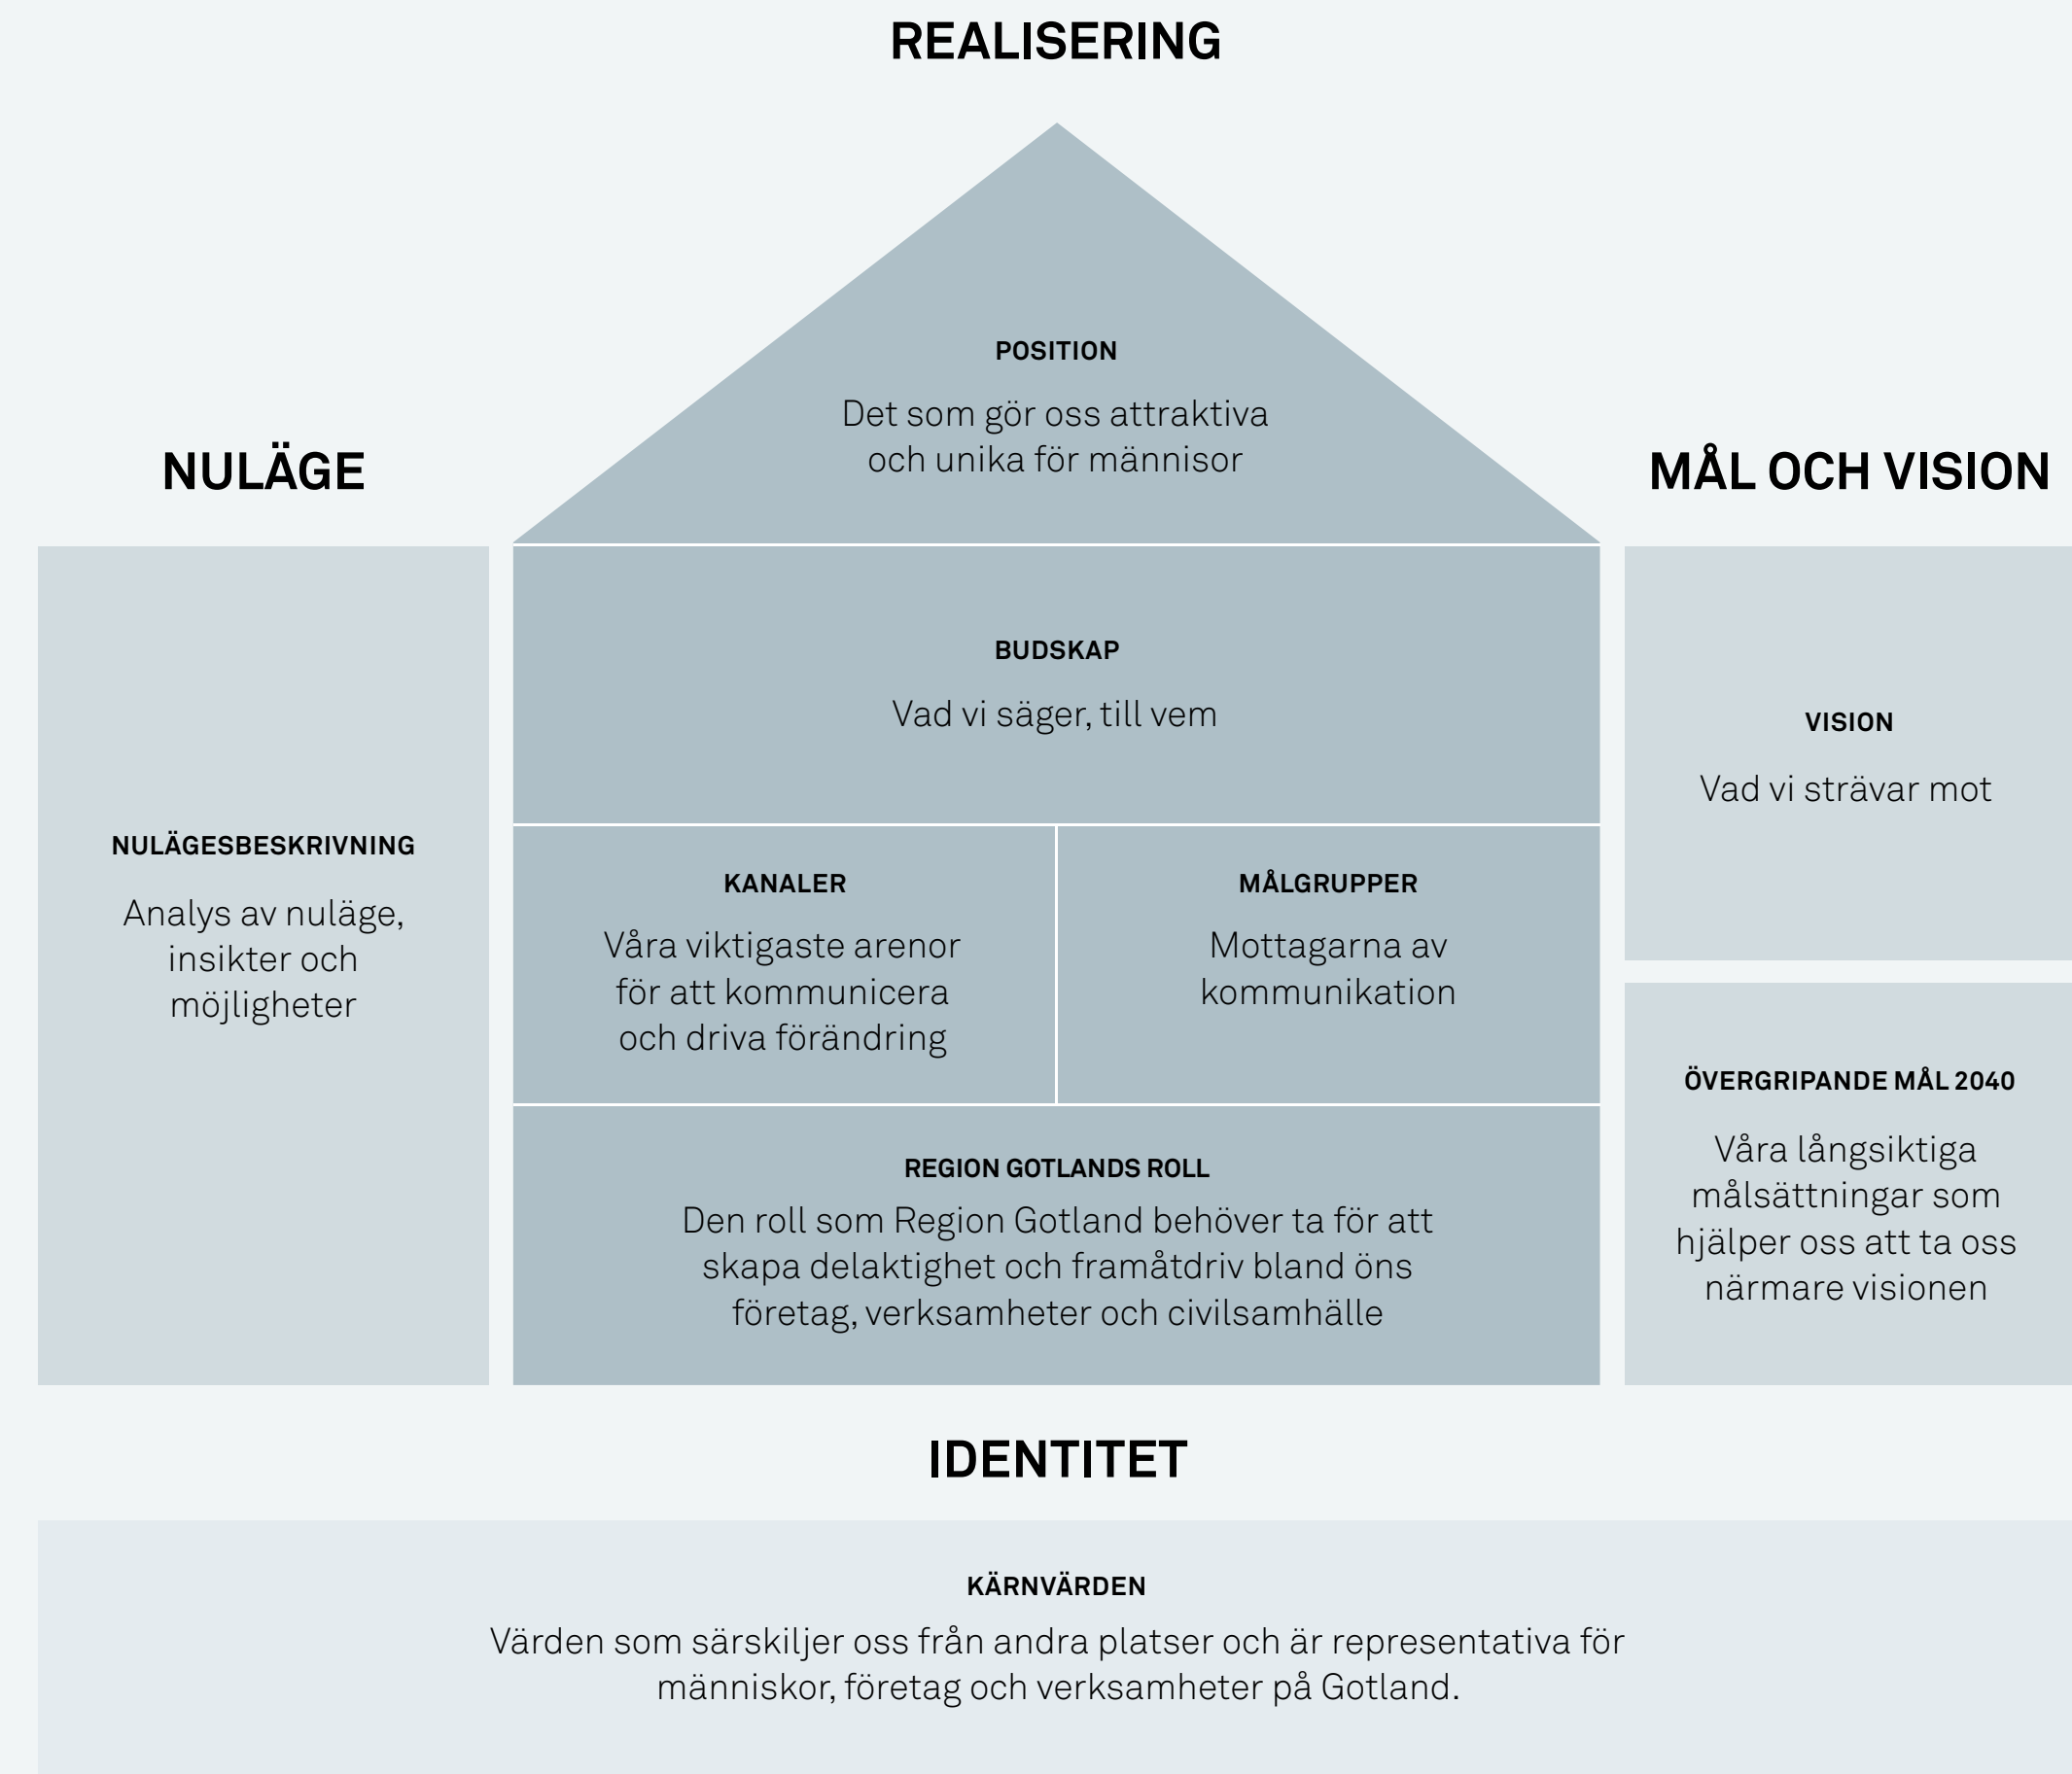 REALISERING
POSITION
Det som gör oss attraktiva
och unika för männisor
NULÄGE
NULÄGESBESKRIVNING
Analys av nuläge,
insikter och
möjligheter
BUDSKAP
Vad vi säger, till vem
KANALER
Våra viktigaste arenor
för att kommunicera
och driva förändring
MÅLGRUPPER
Mottagarna av
kommunikation
REGION GOTLANDS ROLL
Den roll som Region Gotland behöver ta för att
skapa delaktighet och framåtdriv bland öns
företag, verksamheter och civilsamhälle
MÅL OCH VISION
VISION
Vad vi strävar mot
ÖVERGRIPANDE MÅL 2040
Våra långsiktiga
målsättningar som
hjälper oss att ta oss
närmare visionen
IDENTITET
KÄRNVÄRDEN
Värden som särskiljer oss från andra platser och är representativa för
människor, företag och verksamheter på Gotland.